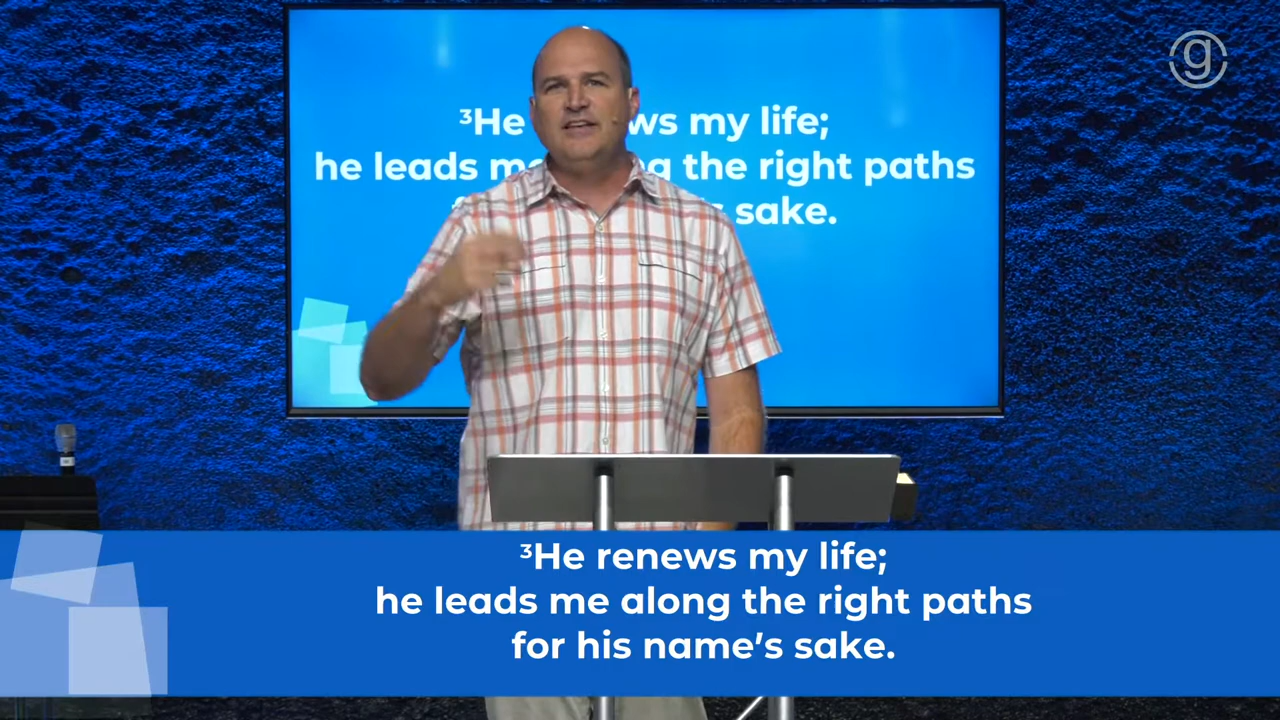 g
³He ws my life;
he leads me the right paths
sake.
³He renews my life;
he leads me along the right paths
for his name's sake.